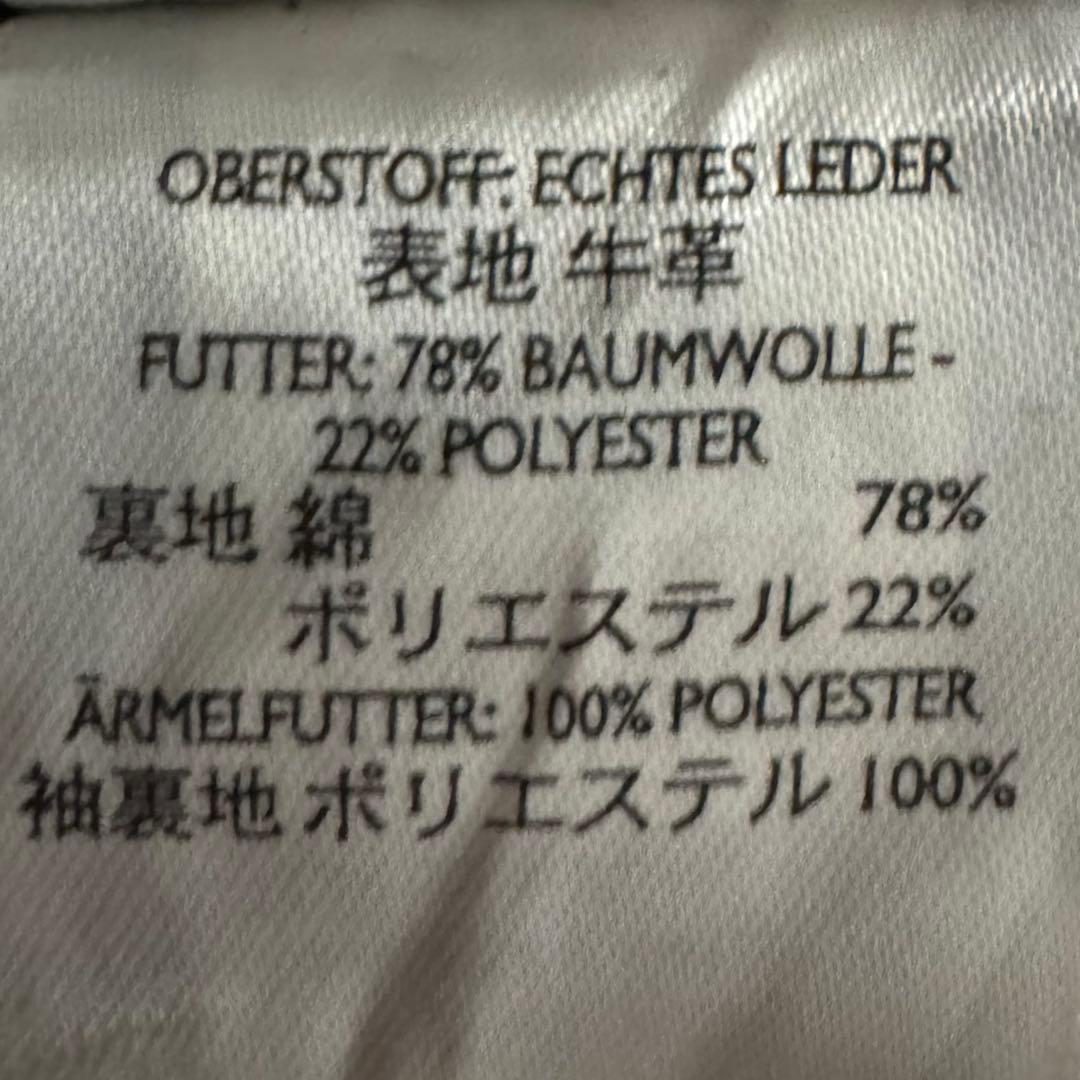 OBERSTOFF: ECHTES LEDER
表地 牛革
FUTTER: 78% BAUMWOLLE -
22% POLYESTER
裏地 綿 78%
ポリエステル 22%
ÄRMELFUTTER: 100% POLYESTER
袖裏地 ポリエステル 100%